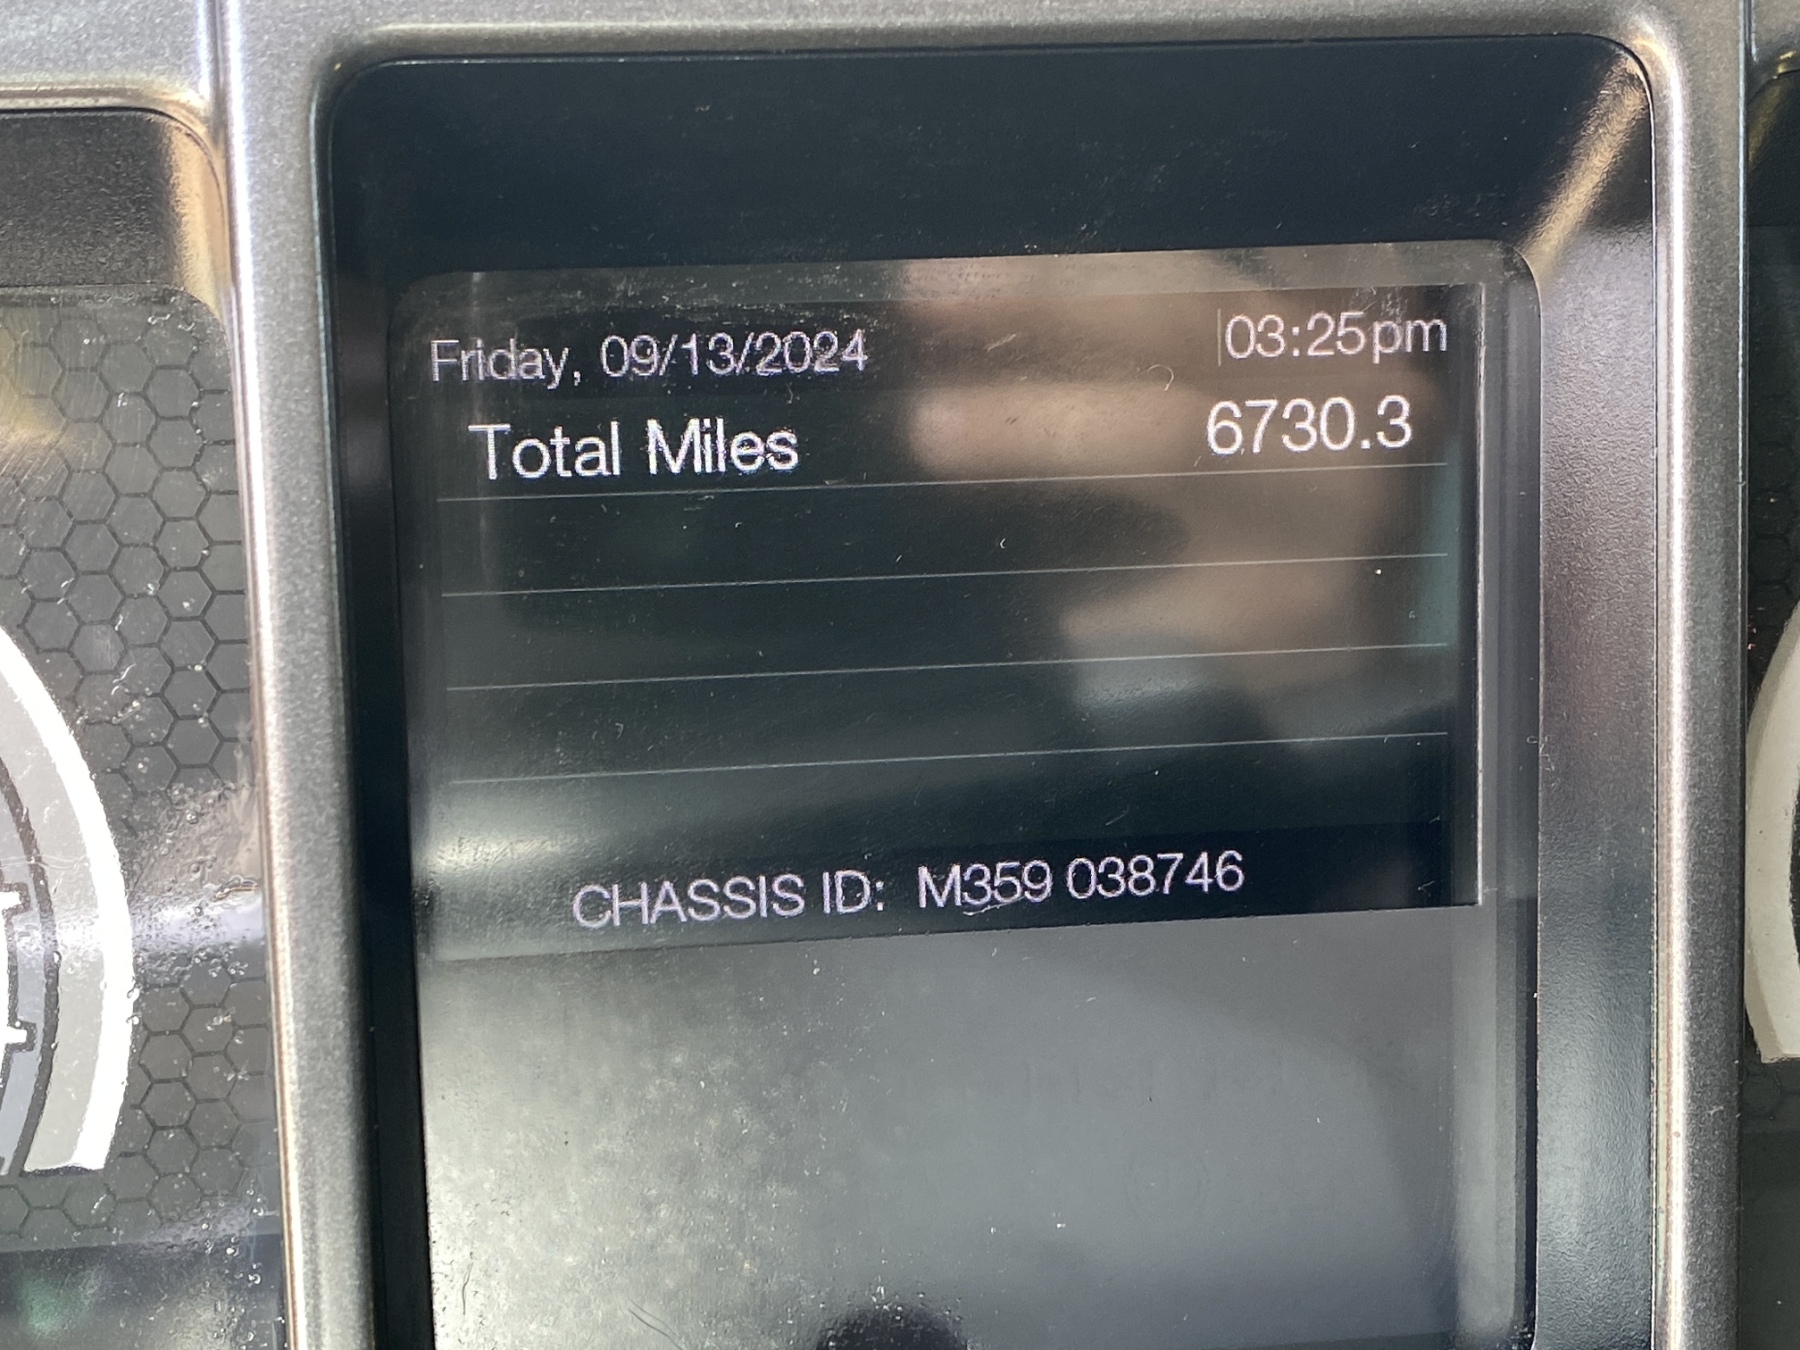 Friday, 09/13/2024 03:25pm
Total Miles 6730.3
CHASSIS ID: M359 038746